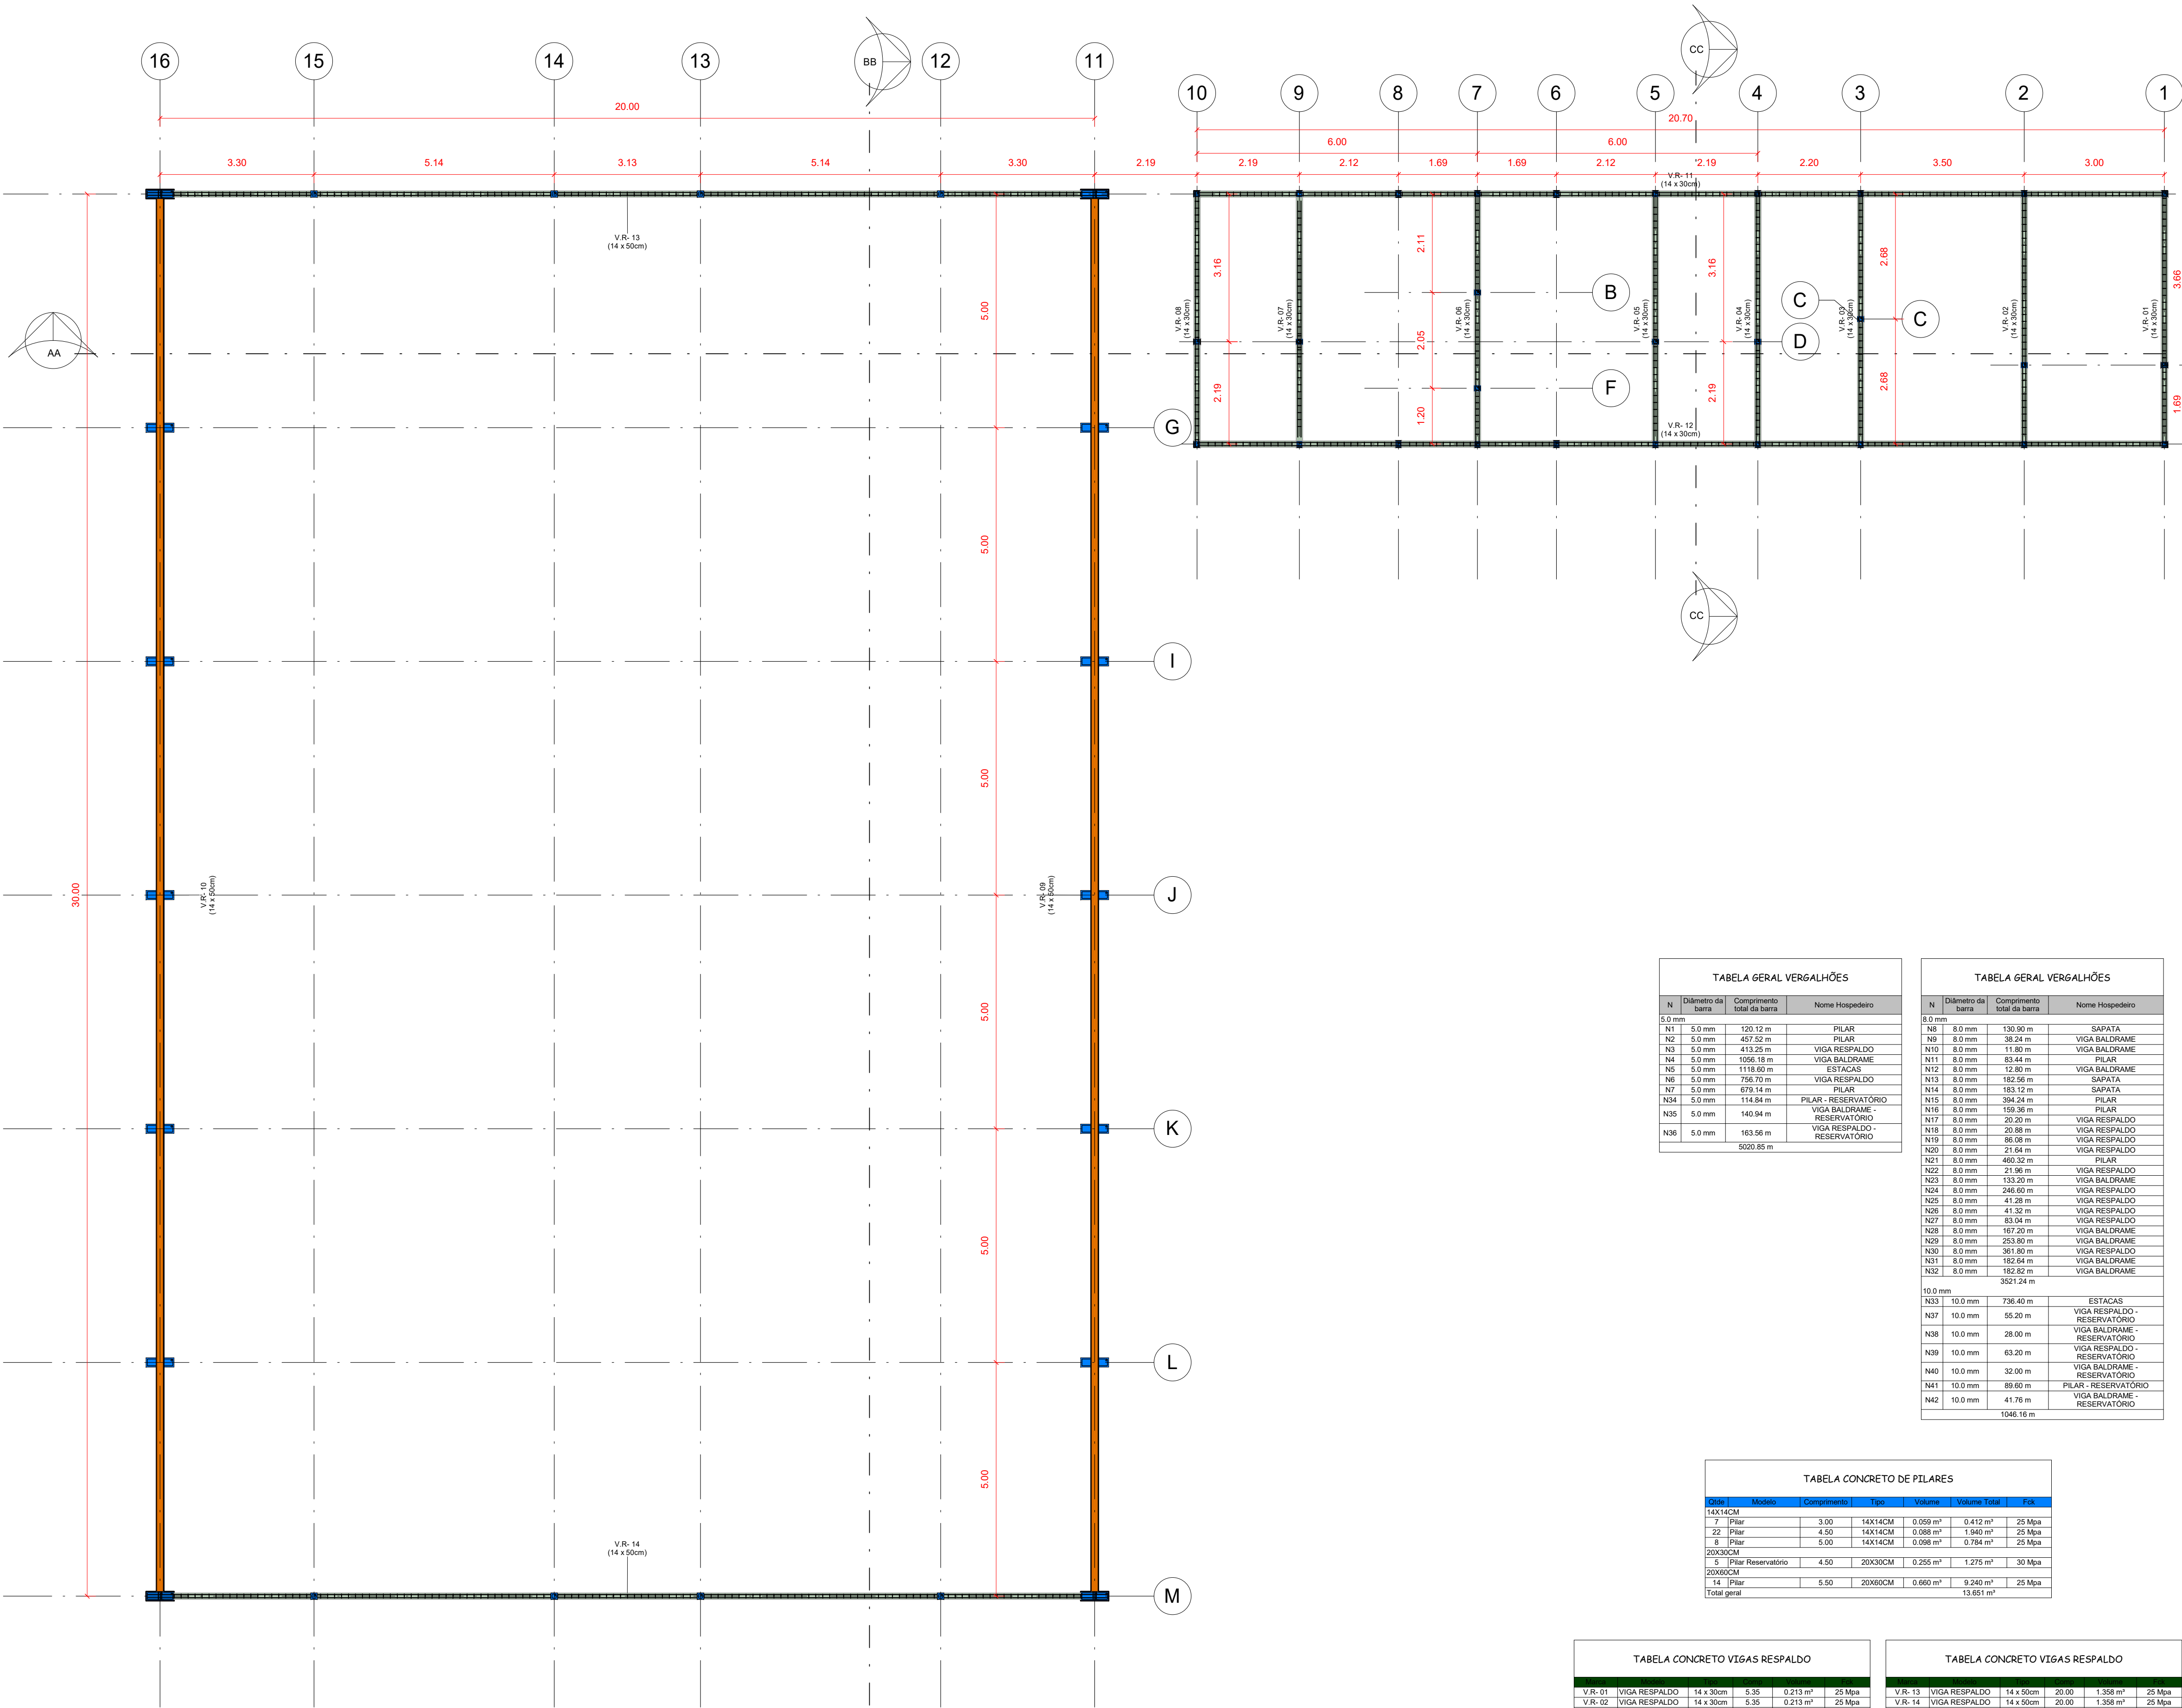 16
15
14
13
BB
12
11
CC
10
9
8
7
6
5
4
3
2
1
20.00
20.70
6.00
6.00
3.30
5.14
3.13
5.14
3.30
2.19
2.19
2.12
1.69
1.69
2.12
2.19
2.20
3.50
3.00
V.R- 11
(14 x 30cm)
V.R- 13
(14 x 50cm)
5.00
3.16
2.11
3.16
2.68
3.66
B
C
C
V.R- 08
(14 x 30cm)
V.R- 07
(14 x 30cm)
V.R- 06
(14 x 30cm)
V.R- 05
(14 x 30cm)
V.R- 04
(14 x 30cm)
V.R- 03
(14 x 30cm)
V.R- 02
(14 x 30cm)
V.R- 01
(14 x 30cm)
AA
2.05
D
2.19
F
2.19
2.68
1.69
1.20
G
V.R- 12
(14 x 30cm)
5.00
CC
I
5.00
30.00
V.R- 10
(14 x 50cm)
V.R- 09
(14 x 50cm)
J
5.00
K
5.00
L
5.00
V.R- 14
(14 x 50cm)
M
TABELA GERAL VERGALHÕES
N Diâmetro da barra Comprimento total da barra Nome Hospedeiro
5.0 mm
N1 5.0 mm 120.12 m PILAR
N2 5.0 mm 457.52 m PILAR
N3 5.0 mm 413.25 m VIGA RESPALDO
N4 5.0 mm 1056.18 m VIGA BALDRAME
N5 5.0 mm 1118.60 m ESTACAS
N6 5.0 mm 756.70 m VIGA RESPALDO
N7 5.0 mm 679.14 m PILAR
N34 5.0 mm 114.84 m PILAR - RESERVATÓRIO
N35 5.0 mm 140.94 m VIGA BALDRAME - RESERVATÓRIO
N36 5.0 mm 163.56 m VIGA RESPALDO - RESERVATÓRIO
5020.85 m
TABELA GERAL VERGALHÕES
N Diâmetro da barra Comprimento total da barra Nome Hospedeiro
8.0 mm
N8 8.0 mm 130.90 m SAPATA
N9 8.0 mm 38.24 m VIGA BALDRAME
N10 8.0 mm 11.80 m VIGA BALDRAME
N11 8.0 mm 83.44 m PILAR
N12 8.0 mm 12.80 m VIGA BALDRAME
N13 8.0 mm 182.56 m SAPATA
N14 8.0 mm 183.12 m SAPATA
N15 8.0 mm 394.24 m PILAR
N16 8.0 mm 159.36 m PILAR
N17 8.0 mm 20.20 m VIGA RESPALDO
N18 8.0 mm 20.88 m VIGA RESPALDO
N19 8.0 mm 86.08 m VIGA RESPALDO
N20 8.0 mm 21.64 m VIGA RESPALDO
N21 8.0 mm 460.32 m PILAR
N22 8.0 mm 21.96 m VIGA RESPALDO
N23 8.0 mm 133.20 m VIGA BALDRAME
N24 8.0 mm 246.60 m VIGA RESPALDO
N25 8.0 mm 41.28 m VIGA RESPALDO
N26 8.0 mm 41.32 m VIGA RESPALDO
N27 8.0 mm 83.04 m VIGA RESPALDO
N28 8.0 mm 167.20 m VIGA BALDRAME
N29 8.0 mm 253.80 m VIGA BALDRAME
N30 8.0 mm 361.80 m VIGA RESPALDO
N31 8.0 mm 182.64 m VIGA BALDRAME
N32 8.0 mm 182.82 m VIGA BALDRAME
3521.24 m
10.0 mm
N33 10.0 mm 736.40 m ESTACAS
N37 10.0 mm 55.20 m VIGA RESPALDO - RESERVATÓRIO
N38 10.0 mm 28.00 m VIGA BALDRAME - RESERVATÓRIO
N39 10.0 mm 63.20 m VIGA RESPALDO - RESERVATÓRIO
N40 10.0 mm 32.00 m VIGA BALDRAME - RESERVATÓRIO
N41 10.0 mm 89.60 m PILAR - RESERVATÓRIO
N42 10.0 mm 41.76 m VIGA BALDRAME - RESERVATÓRIO
1046.16 m
TABELA CONCRETO DE PILARES
Qtde Modelo Comprimento Tipo Volume Volume Total Fck
14X14CM
7 Pilar 3.00 14X14CM 0.059 m³ 0.412 m³ 25 Mpa
22 Pilar 4.50 14X14CM 0.088 m³ 1.940 m³ 25 Mpa
8 Pilar 5.00 14X14CM 0.098 m³ 0.784 m³ 25 Mpa
20X30CM
5 Pilar Reservatório 4.50 20X30CM 0.255 m³ 1.275 m³ 30 Mpa
20X60CM
14 Pilar 5.50 20X60CM 0.660 m³ 9.240 m³ 25 Mpa
Total geral 13.651 m³
TABELA CONCRETO VIGAS RESPALDO
V.R- 01 VIGA RESPALDO 14 x 30cm 5.35 0.213 m³ 25 Mpa
V.R- 02 VIGA RESPALDO 14 x 30cm 5.35 0.213 m³ 25 Mpa
TABELA CONCRETO VIGAS RESPALDO
V.R- 13 VIGA RESPALDO 14 x 50cm 20.00 1.358 m³ 25 Mpa
V.R- 14 VIGA RESPALDO 14 x 50cm 20.00 1.358 m³ 25 Mpa